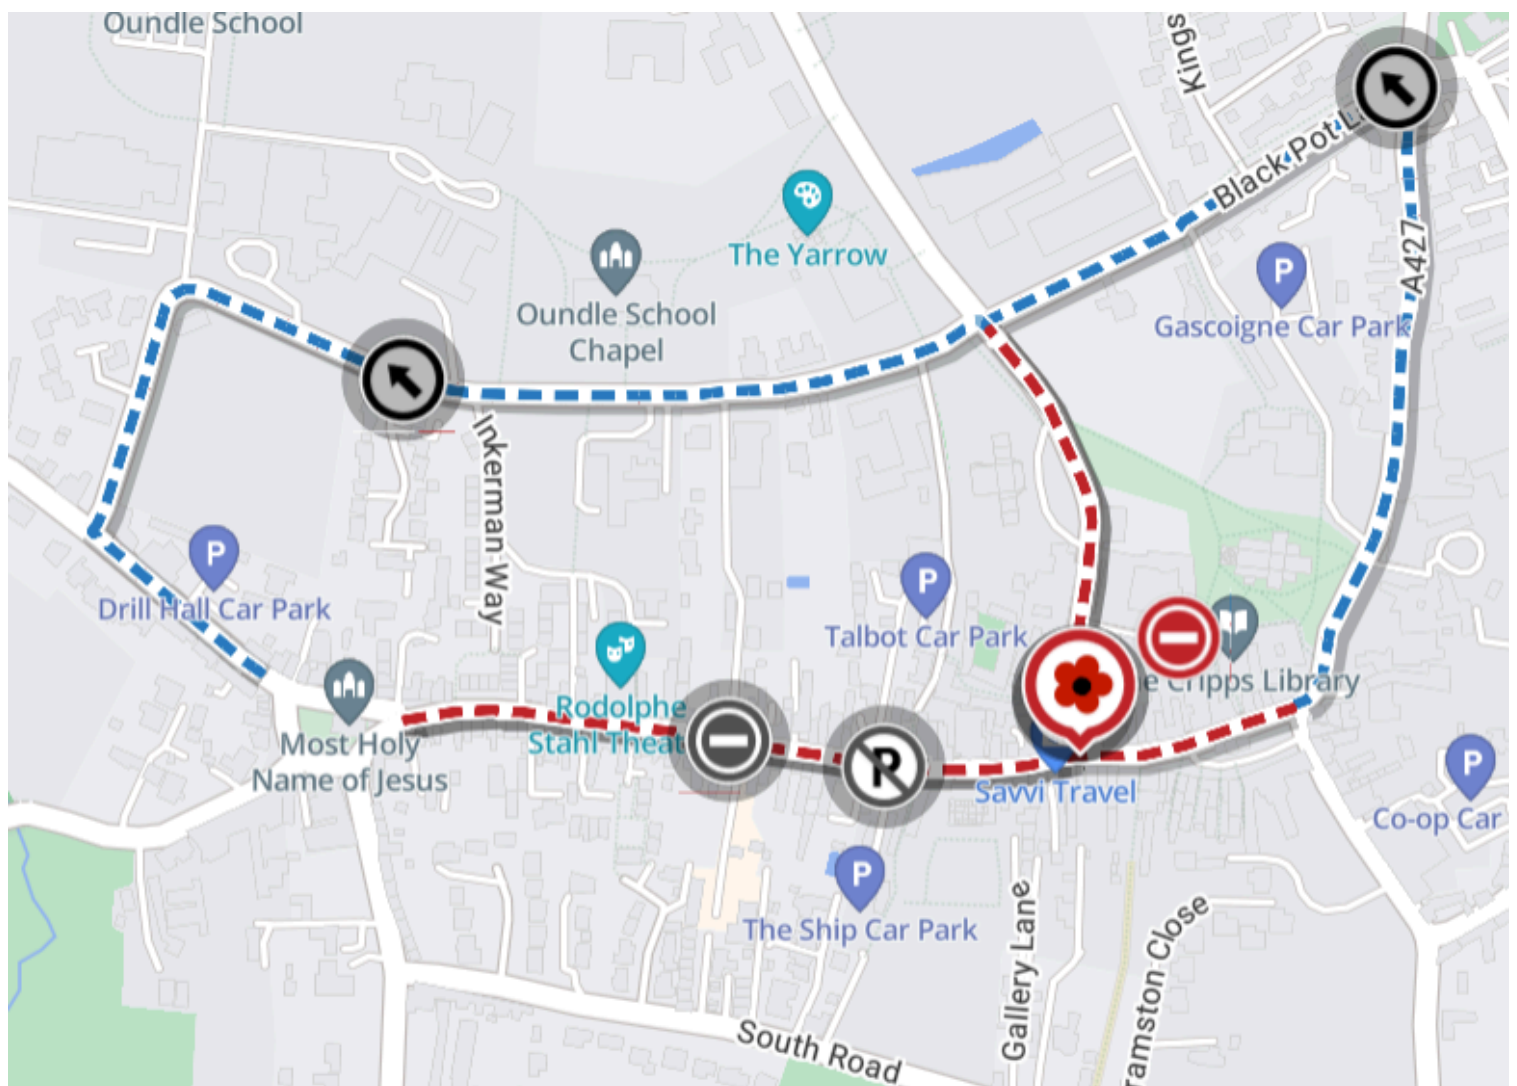 Oundle School
Kings
Black Pot L
The Yarrow
A427
Oundle School
Chapel
P
Gascoigne Car Park
Inkerman Way
P
Drill Hall Car Park
P
Talbot Car Park
Rodolphe
Stahl Theat
e Cripps Library
Most Holy
Name of Jesus
P
Savvi Travel
P
Co-op Car
P
The Ship Car Park
Gallery Lane
ramston Close
South Road